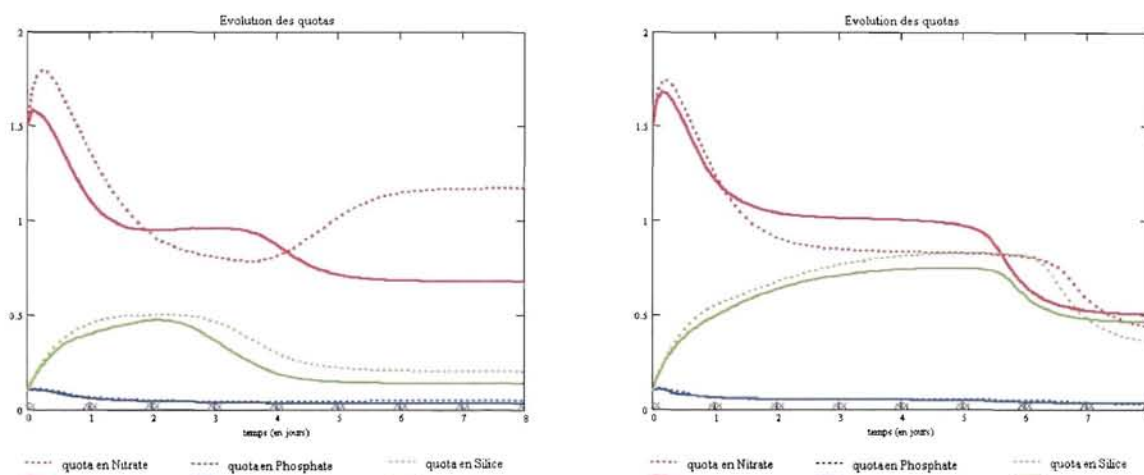 Evolution des quotas
2
1.5
1
0.5
0
0 1 2 3 4 5 6 7 8
temps (en jours)
quota en Nitrate quota en Phosphate quota en Silice
Evolution des quotas
2
1.5
1
0.5
0
0 1 2 3 4 5 6 7
temps (en jours)
quota en Nitrate quota en Phosphate quota en Silice